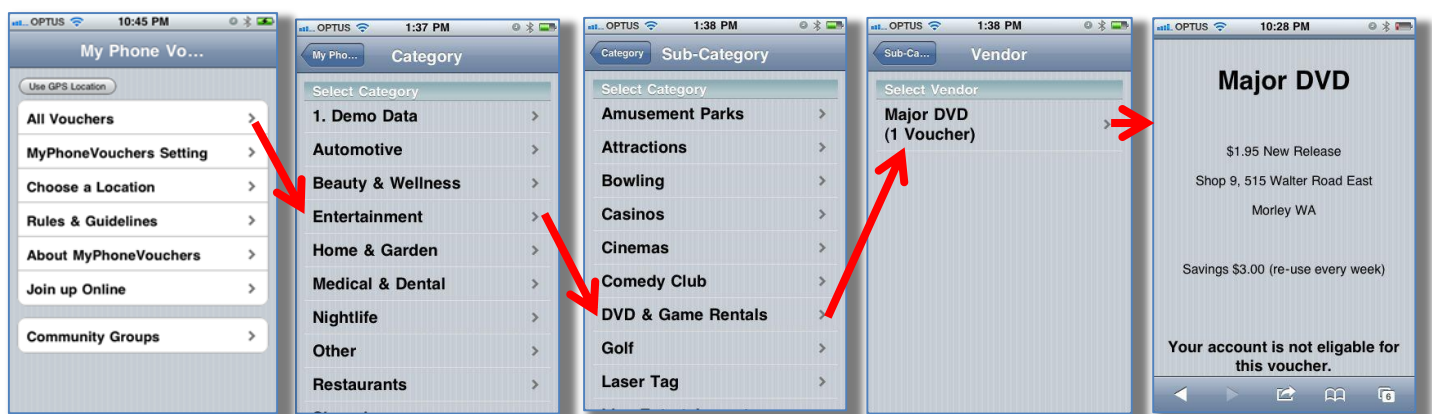 OPTUS 10:45 PM
My Phone Vo...
Use GPS Location
All Vouchers
MyPhoneVouchers Setting
Choose a Location
Rules & Guidelines
About MyPhoneVouchers
Join up Online
Community Groups
OPTUS 1:37 PM
My Pho... Category
Select Category
1. Demo Data
Automotive
Beauty & Wellness
Entertainment
Home & Garden
Medical & Dental
Nightlife
Other
Restaurants
OPTUS 1:38 PM
Category Sub-Category
Select Category
Amusement Parks
Attractions
Bowling
Casinos
Cinemas
Comedy Club
DVD & Game Rentals
Golf
Laser Tag
OPTUS 1:38 PM
Sub-Ca... Vendor
Select Vendor
Major DVD
(1 Voucher)
OPTUS 10:28 PM
Major DVD
$1.95 New Release
Shop 9, 515 Walter Road East
Morley WA
Savings $3.00 (re-use every week)
Your account is not eligable for
this voucher.
6